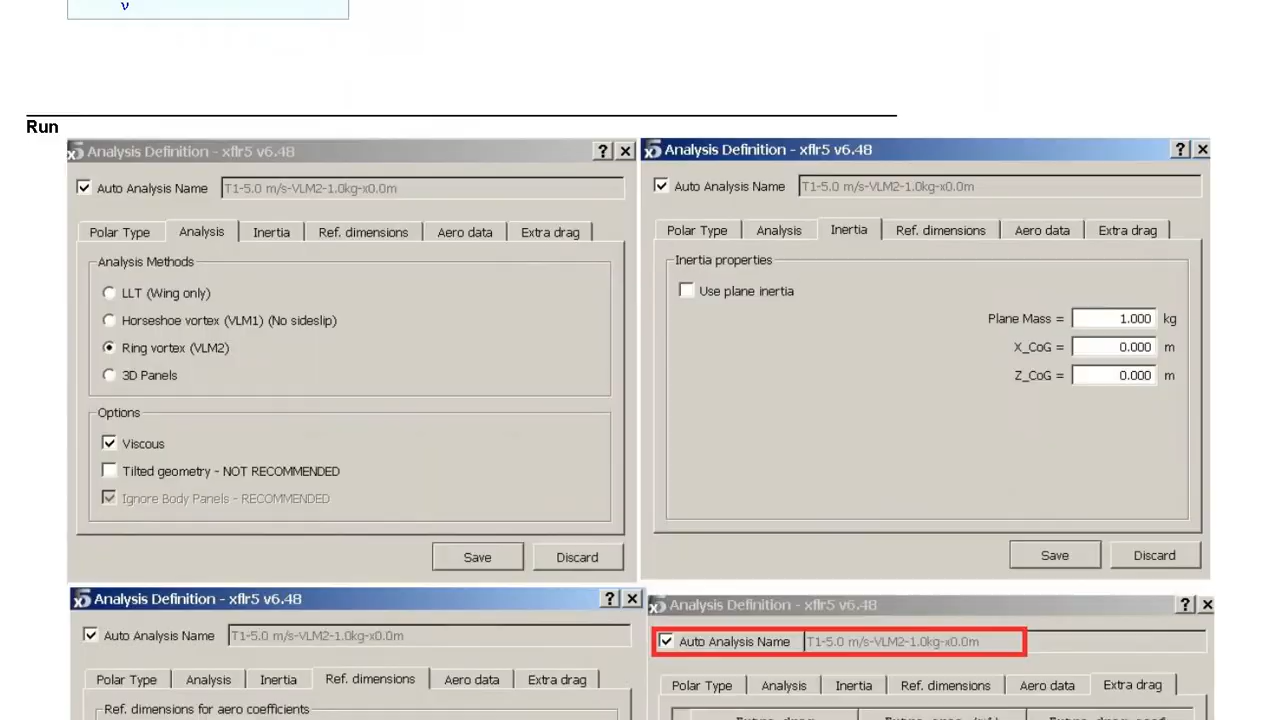 ν
Run
Analysis Definition - xflr5 v6.48
Auto Analysis Name T1-5.0 m/s-VLM2-1.0kg-x0.0m
Polar Type Analysis Inertia Ref. dimensions Aero data Extra drag
Analysis Methods
LLT (Wing only)
Horseshoe vortex (VLM1) (No sideslip)
Ring vortex (VLM2)
3D Panels
Options
Viscous
Tilted geometry - NOT RECOMMENDED
Ignore Body Panels - RECOMMENDED
Save Discard
Analysis Definition - xflr5 v6.48
Auto Analysis Name T1-5.0 m/s-VLM2-1.0kg-x0.0m
Polar Type Analysis Inertia Ref. dimensions Aero data Extra drag
Inertia properties
Use plane inertia
Plane Mass = 1.000 kg
X_CoG = 0.000 m
Z_CoG = 0.000 m
Save Discard
Analysis Definition - xflr5 v6.48
Auto Analysis Name T1-5.0 m/s-VLM2-1.0kg-x0.0m
Polar Type Analysis Inertia Ref. dimensions Aero data Extra drag
Ref. dimensions for aero coefficients
Analysis Definition - xflr5 v6.48
Auto Analysis Name T1-5.0 m/s-VLM2-1.0kg-x0.0m
Polar Type Analysis Inertia Ref. dimensions Aero data Extra drag